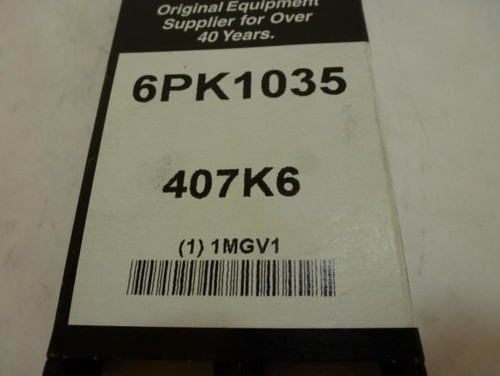 Original Equipment
Supplier for Over
40 Years.
6PK1035
407K6
(1) 1MGV1